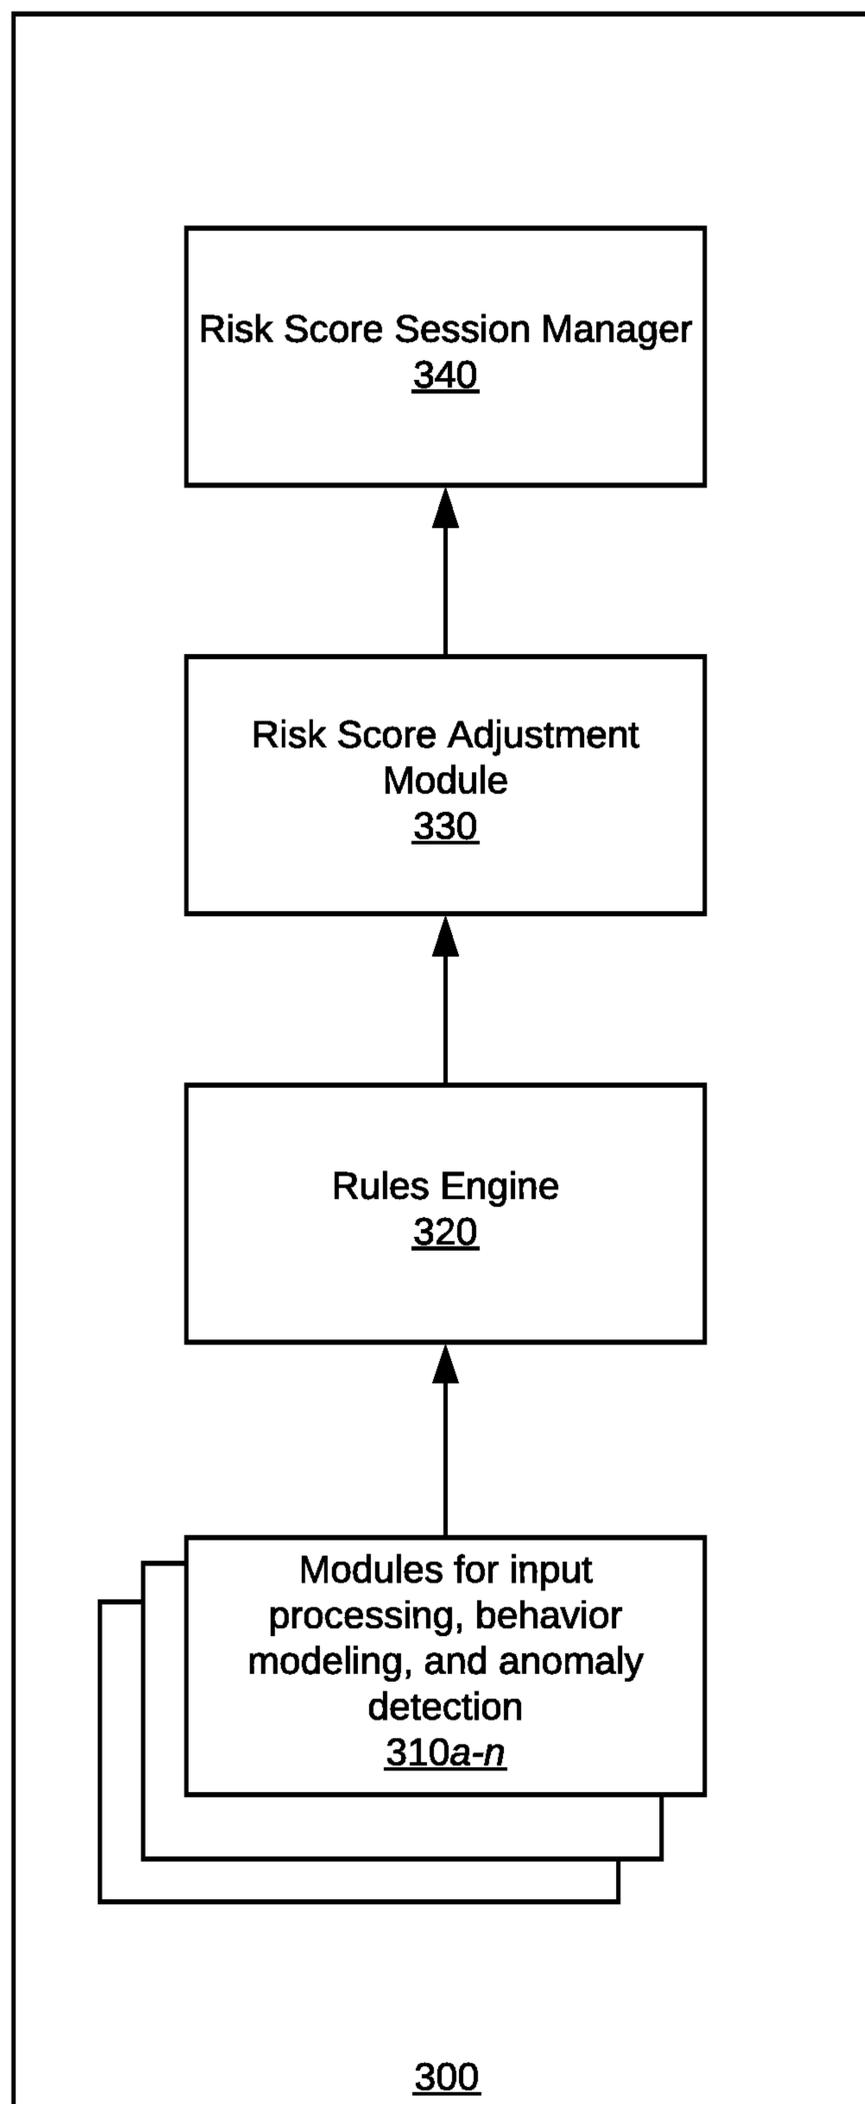 Risk Score Session Manager
340
Risk Score Adjustment
Module
330
Rules Engine
320
Modules for input
processing, behavior
modeling, and anomaly
detection
310a-n
300